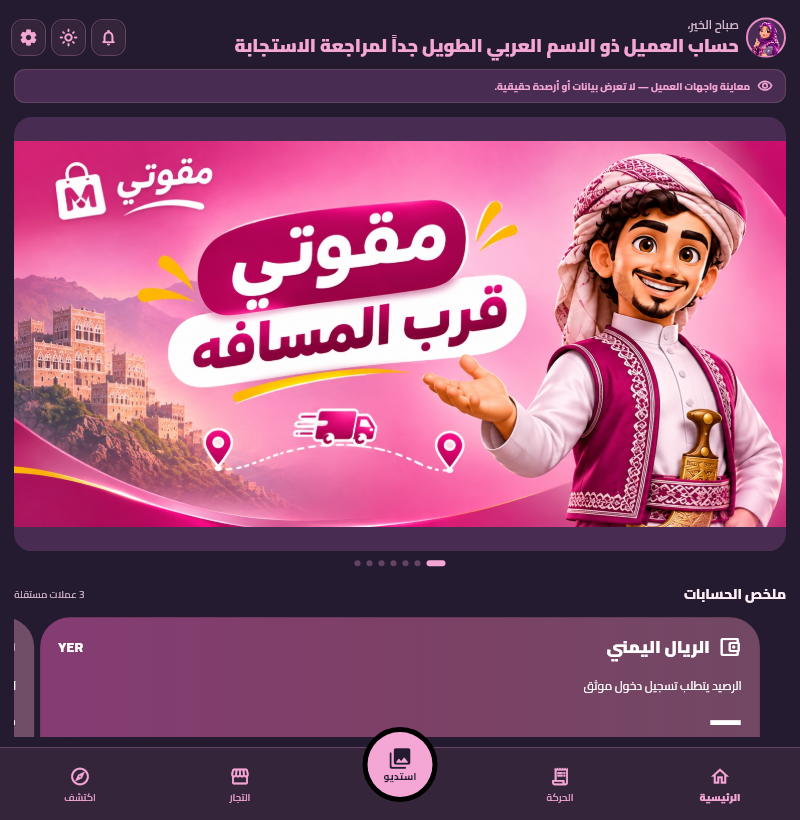 صباح الخير،
حساب العميل ذو الاسم العربي الطويل جداً لمراجعة الاستجابة
معاينة واجهات العميل — لا تعرض بيانات أو أرصدة حقيقية.
مقوتي
مقوتي
قرب المسافه
ملخص الحسابات
3 عملات مستقلة
الريال اليمني
YER
الرصيد يتطلب تسجيل دخول موثق
الرئيسية
الحركة
استديو
التجار
اكتشف